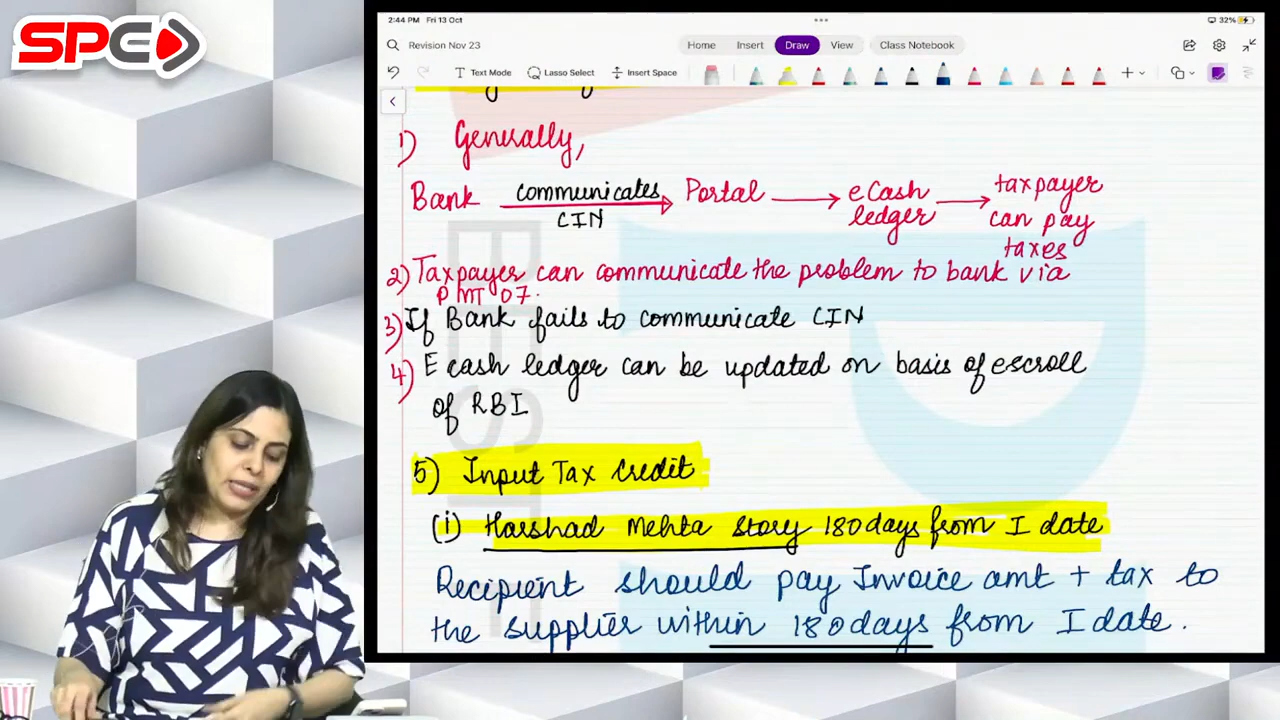 SPE
2:44 PM Fri 13 Oct
32%
Revision Nov 23
Home Insert Draw View Class Notebook
Text Mode Lasso Select Insert Space
1) Generally,
Bank communicates CIN Portal eCash ledger taxpayer can pay taxes
2) Taxpayer can communicate the problem to bank via
PMT 07.
3) If Bank fails to communicate CIN
4) E cash ledger can be updated on basis of escroll
of RBI
5) Input Tax Credit
(i) Harshad Mehta story 180days from I date
Recipient should pay Invoice amt + tax to
the supplier within 180days from I date.